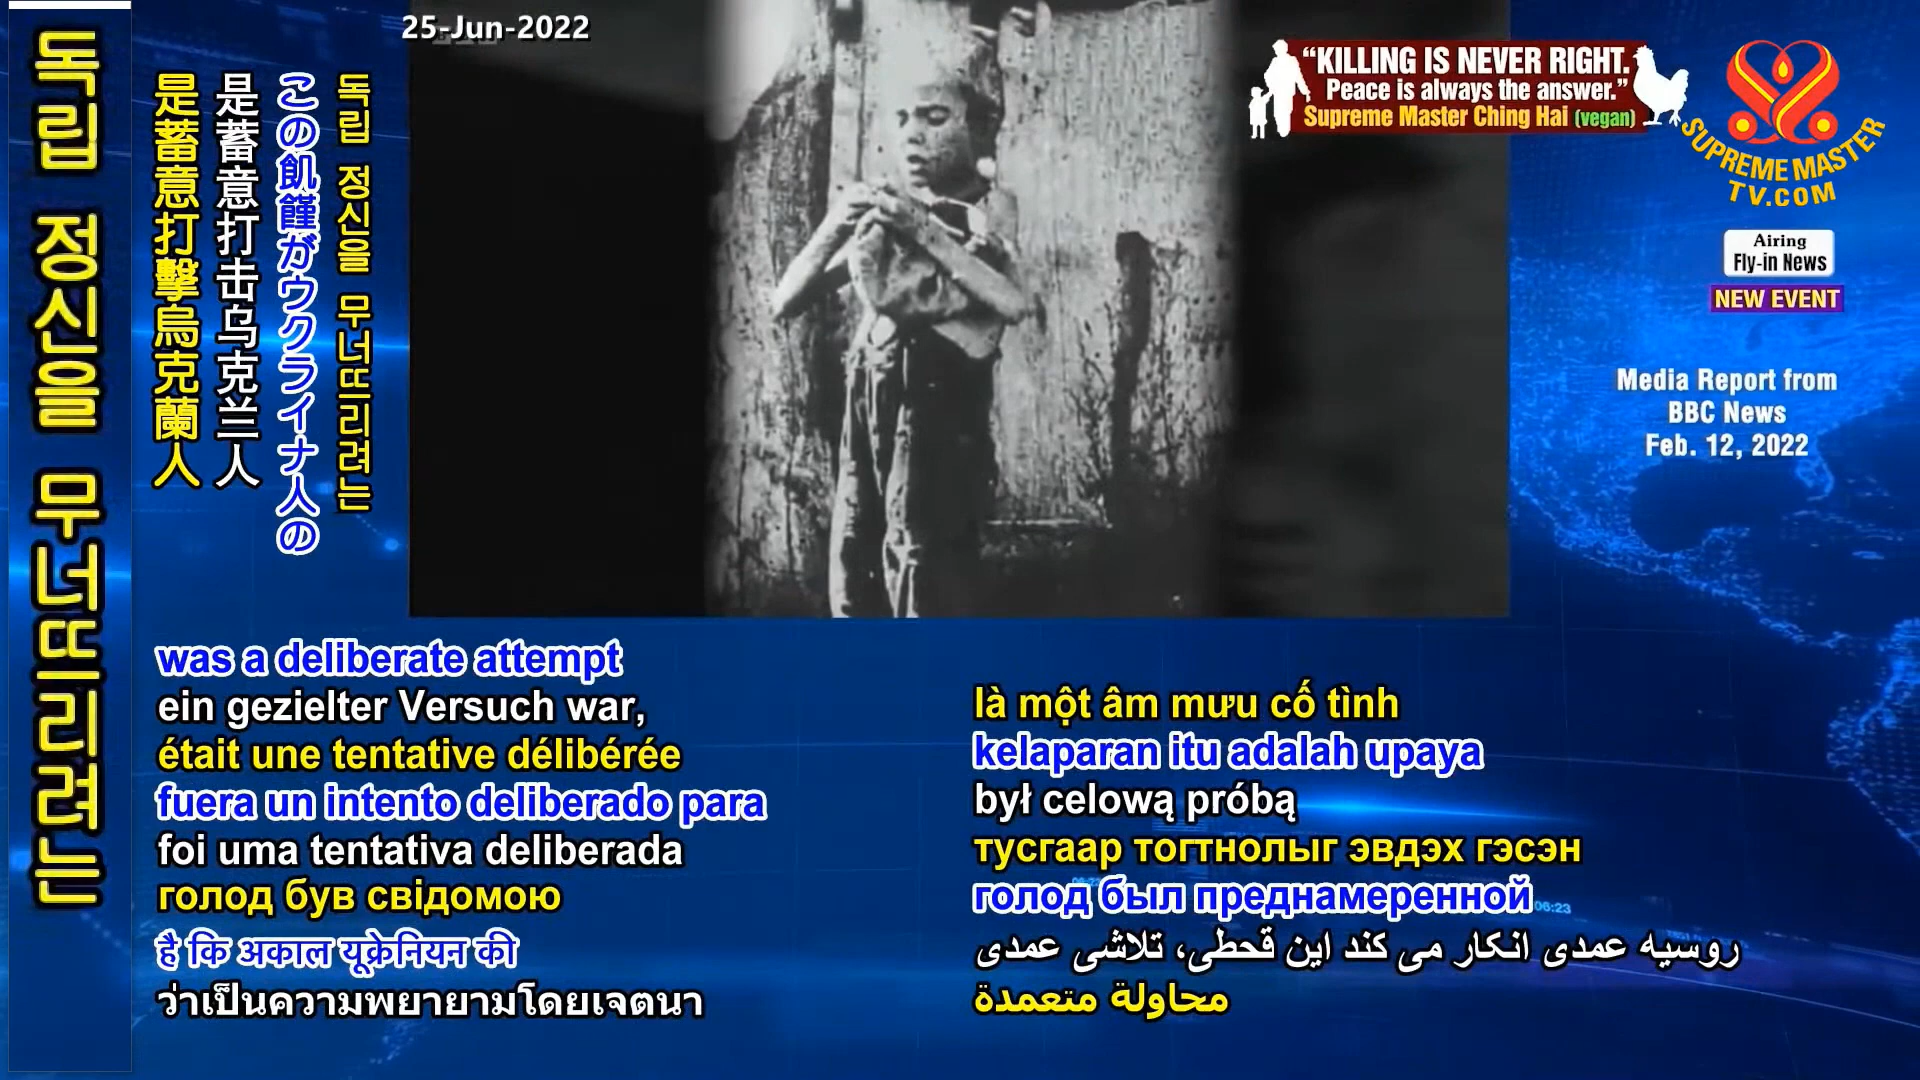 독립 정신을 무너뜨리려는
是蓄意打擊烏克蘭人
是蓄意打击乌克兰人
この飢饉がウクライナ人の
독립 정신을 무너뜨리려는
25-Jun-2022
“KILLING IS NEVER RIGHT.
Peace is always the answer.”
Supreme Master Ching Hai (vegan)
SUPREME MASTER
TV.COM
Airing
Fly-in News
NEW EVENT
Media Report from
BBC News
Feb. 12, 2022
was a deliberate attempt
ein gezielter Versuch war,
était une tentative délibérée
fuera un intento deliberado para
foi uma tentativa deliberada
голод був свідомою
है कि अकाल यूक्रेनियन की
ว่าเป็นความพยายามโดยเจตนา
là một âm mưu cố tình
kelaparan itu adalah upaya
był celową próbą
тусгаар тогтнолыг эвдэх гэсэн
голод был преднамеренной
روسیه عمدی انکار می کند این قحطی، تلاشی عمدی
محاولة متعمدة
06:23